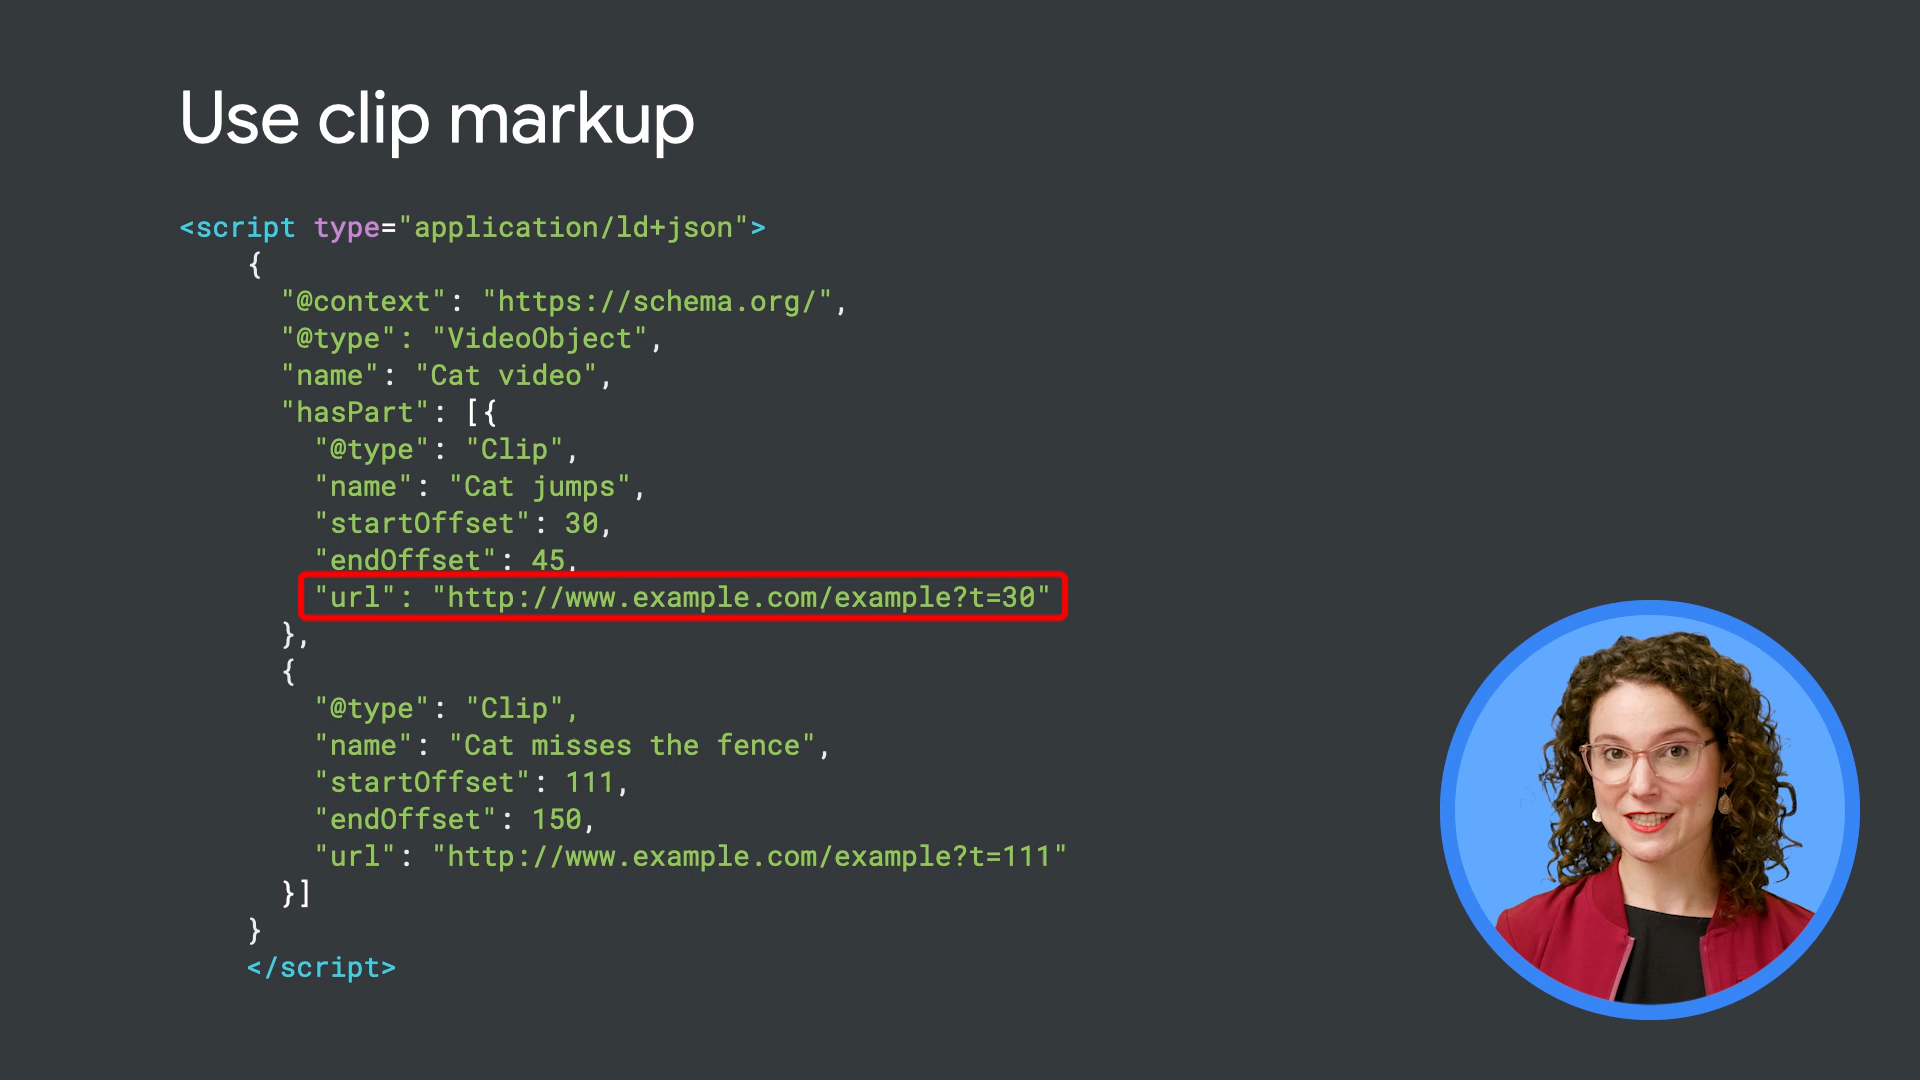 Use clip markup
<script type="application/ld+json">
{
"@context": "https://schema.org/",
"@type": "VideoObject",
"name": "Cat video",
"hasPart": [{
"@type": "Clip",
"name": "Cat jumps",
"startOffset": 30,
"endOffset": 45,
"url": "http://www.example.com/example?t=30"
},
{
"@type": "Clip",
"name": "Cat misses the fence",
"startOffset": 111,
"endOffset": 150,
"url": "http://www.example.com/example?t=111"
}]
}
</script>